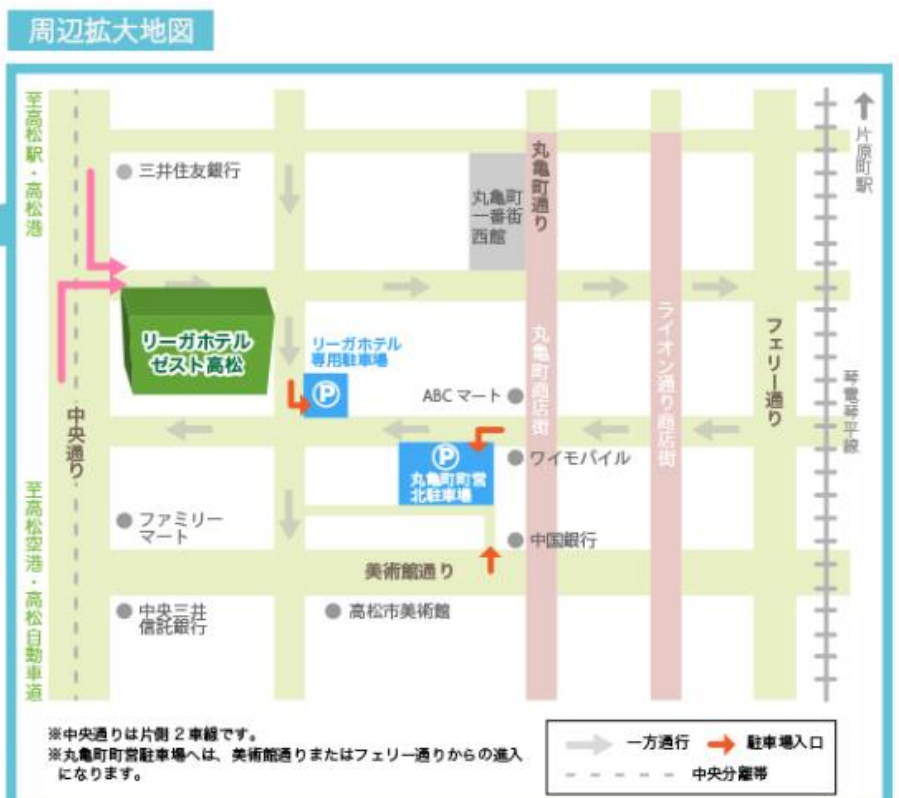 周辺拡大地図
至高松駅・高松港
三井住友銀行
丸亀町
一番街
西館
丸亀町通り
片原町駅
リーガホテル
ゼスト高松
リーガホテル
専用駐車場
P
ABCマート
丸亀町商店街
ライオン通り商店街
フェリー通り
琴電琴平線
中央通り
P
丸亀町町営
北駐車場
ワイモバイル
至高松空港・高松自動車道
ファミリー
マート
中国銀行
美術館通り
中央三井
信託銀行
高松市美術館
※中央通りは片側2車線です。
※丸亀町町営駐車場へは、美術館通りまたはフェリー通りからの進入
になります。
一方通行 駐車場入口
中央分離帯